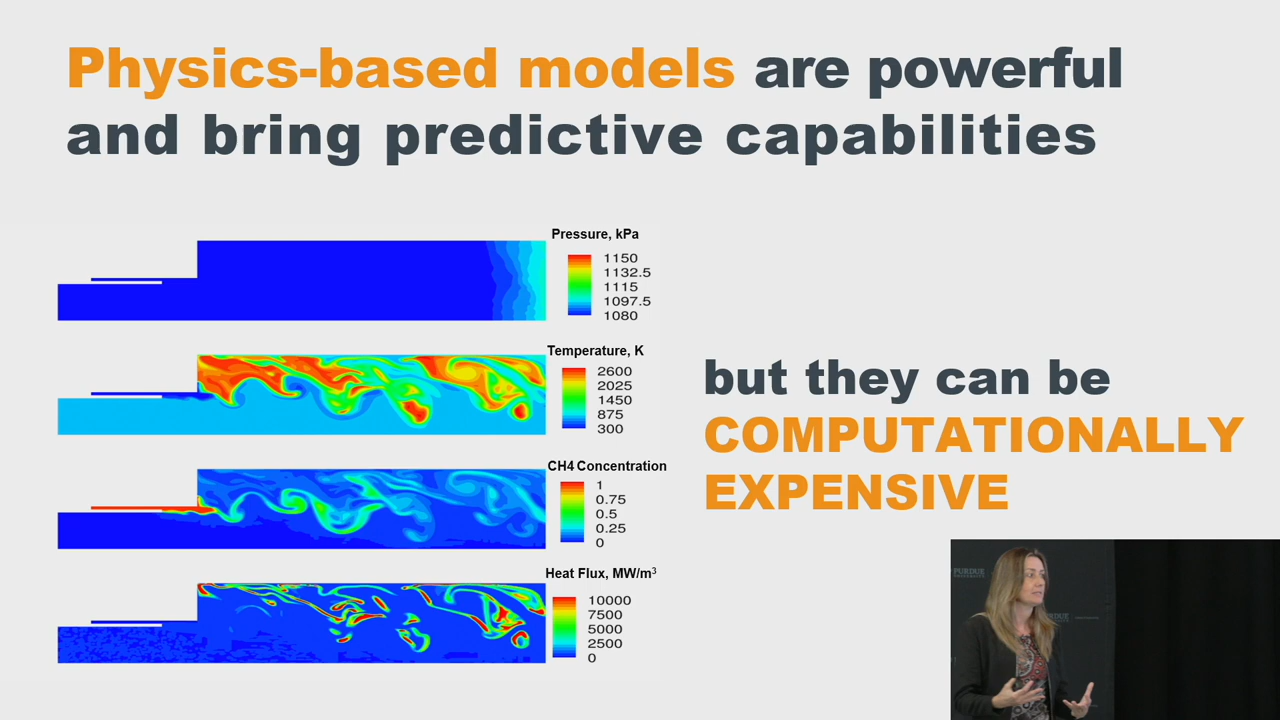 Physics-based models are powerful
and bring predictive capabilities
Pressure, kPa
1150
1132.5
1115
1097.5
1080
Temperature, K
2600
2025
1450
875
300
CH4 Concentration
1
0.75
0.5
0.25
0
Heat Flux, MW/m³
10000
7500
5000
2500
0
but they can be
COMPUTATIONALLY
EXPENSIVE
PURDUE
UNIVERSITY